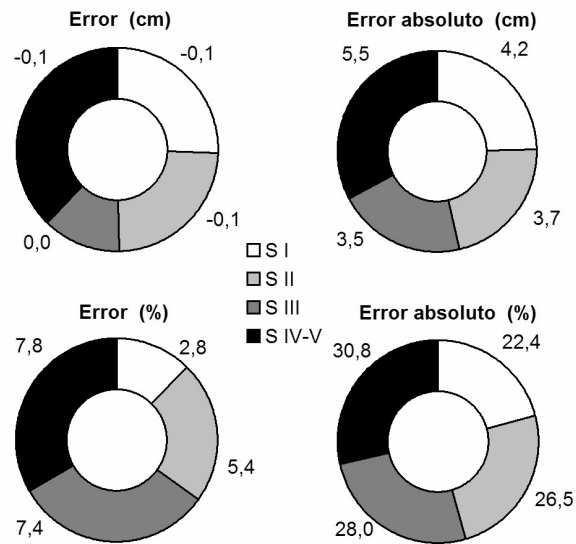 Error (cm)
-0,1
-0,1
-0,1
0,0
Error absoluto (cm)
5,5
4,2
3,7
3,5
S I
S II
S III
S IV-V
Error (%)
7,8
2,8
5,4
7,4
Error absoluto (%)
30,8
22,4
26,5
28,0